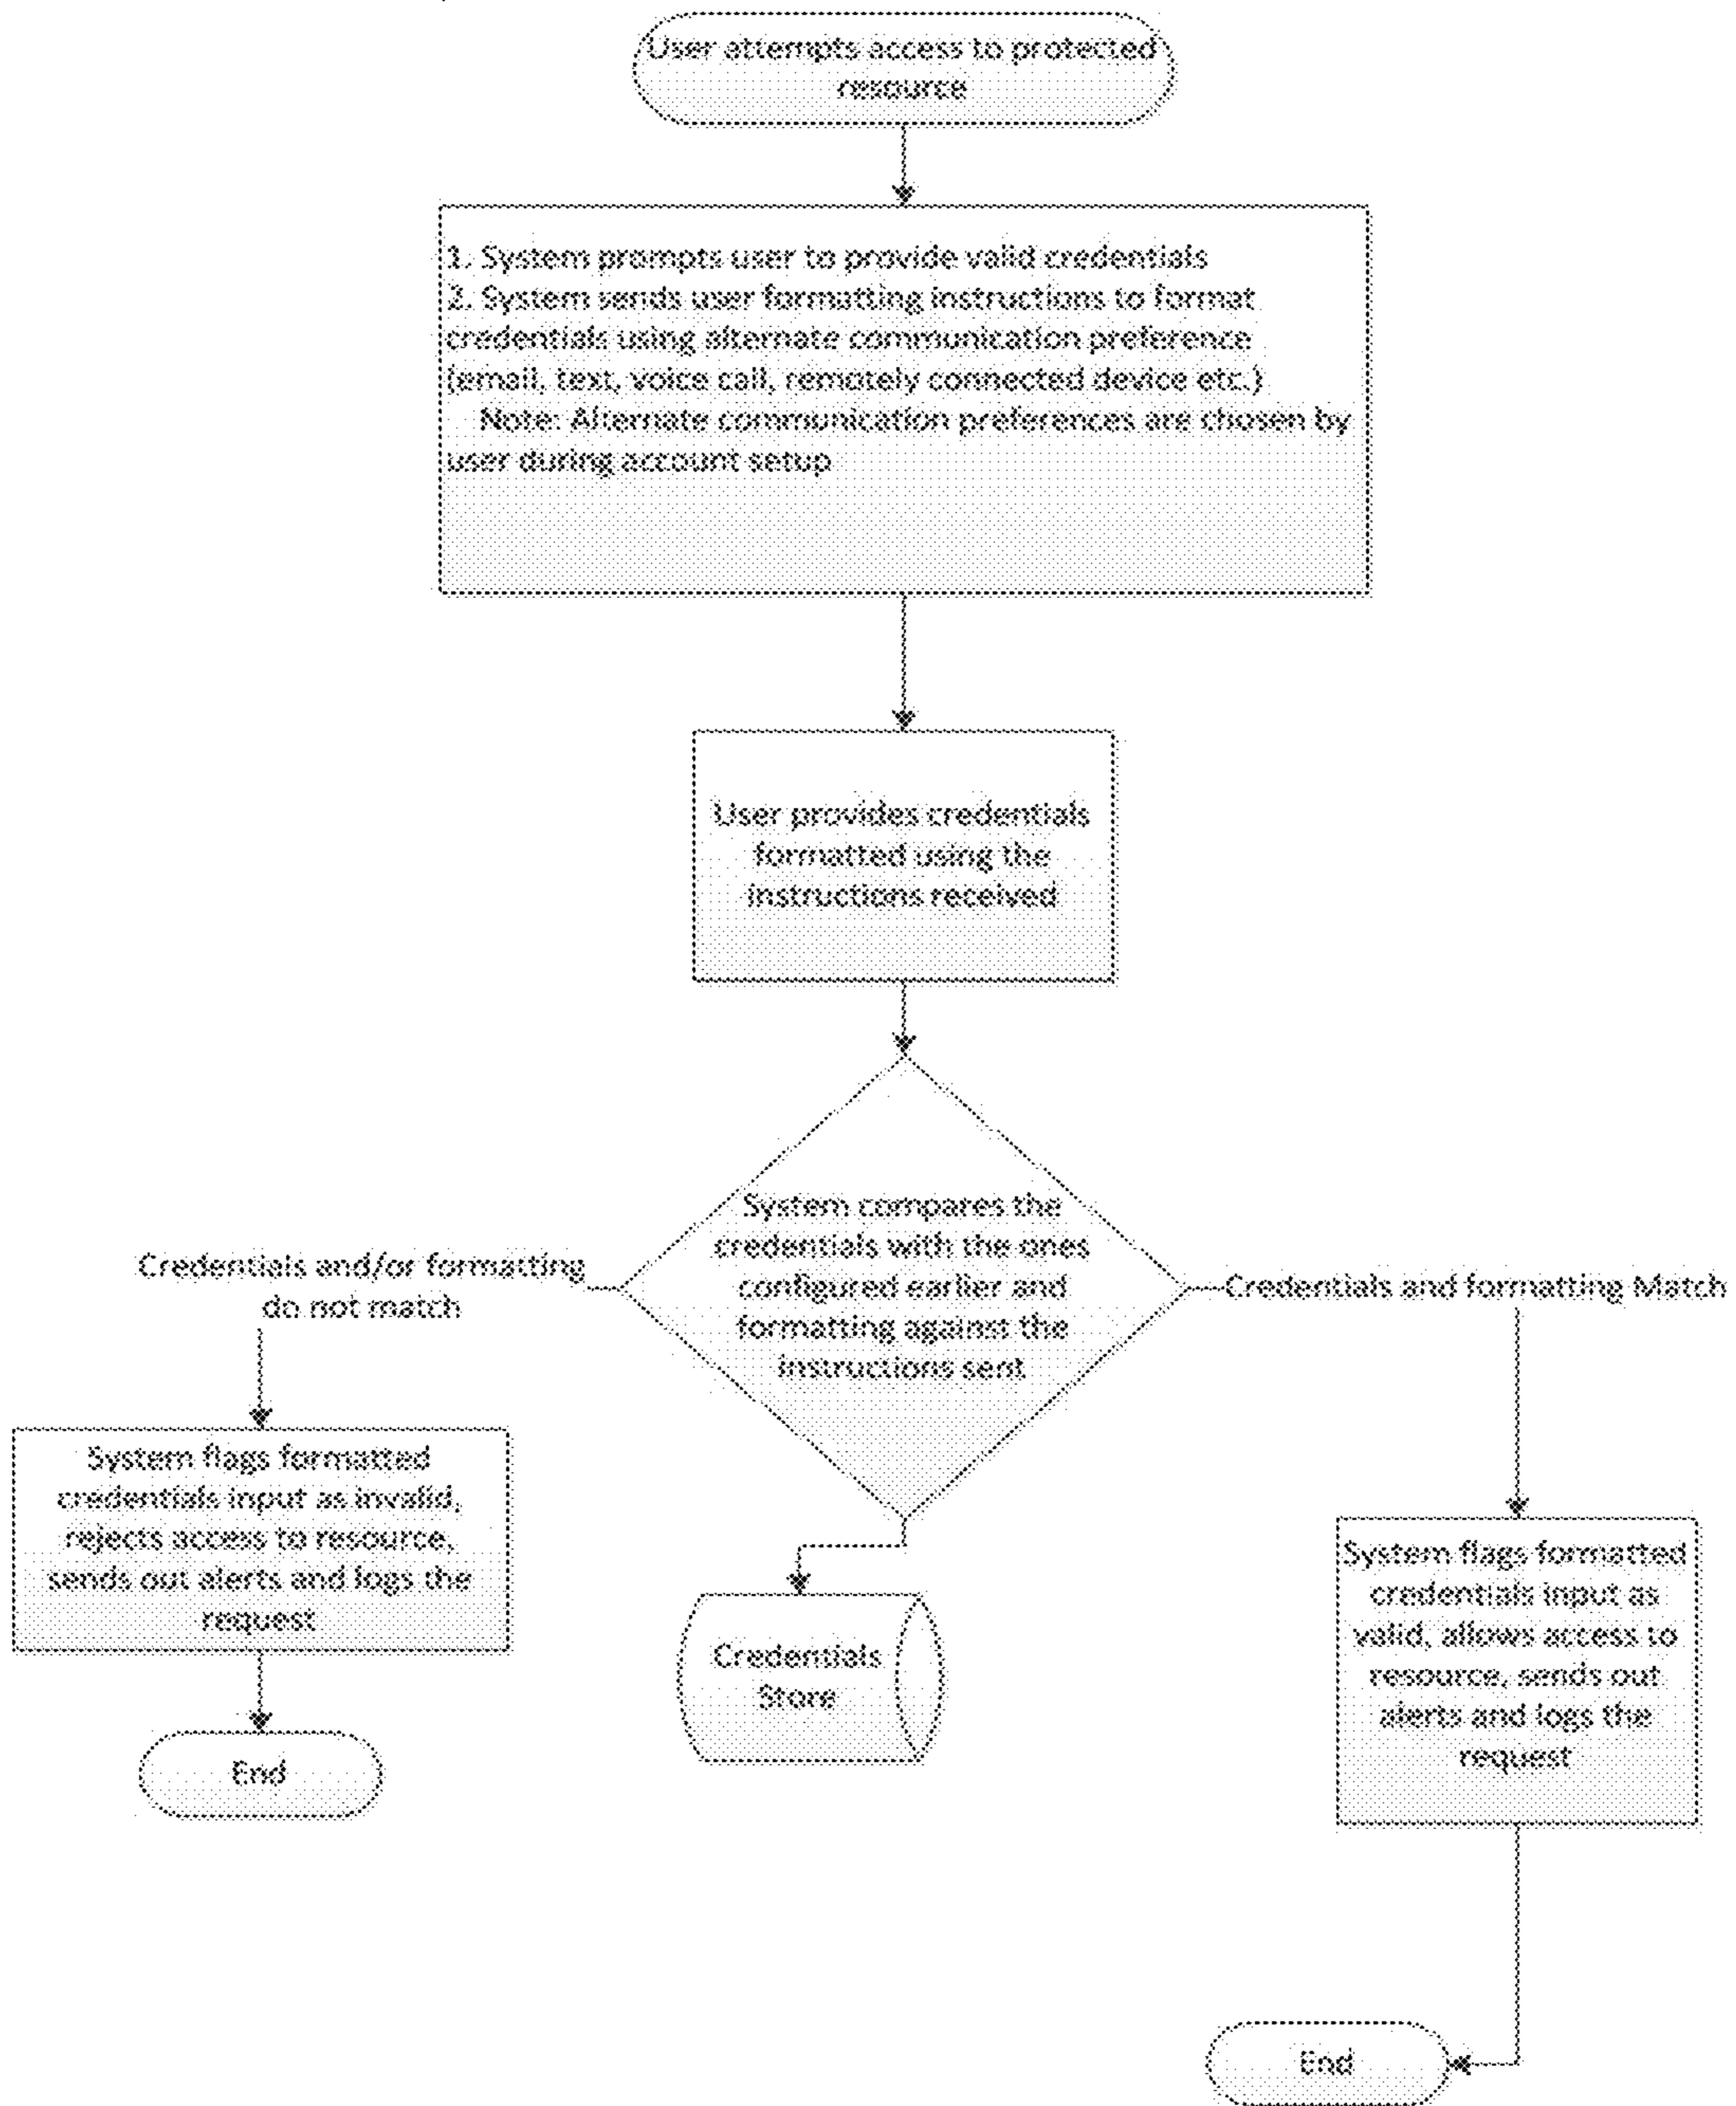 User attempts access to protected
resource
1. System prompts user to provide valid credentials
2. System sends user formatting instructions to format
credentials using alternate communication preference
(email, text, voice call, remotely connected device etc.)
Note: Alternate communication preferences are chosen by
user during account setup
User provides credentials
formatted using the
instructions received
System compares the
credentials with the ones
configured earlier and
formatting against the
instructions sent
Credentials and/or formatting
do not match
Credentials and formatting Match
System flags formatted
credentials input as invalid,
rejects access to resource,
sends out alerts and logs the
request
End
Credentials
Store
System flags formatted
credentials input as
valid, allows access to
resource, sends out
alerts and logs the
request
End